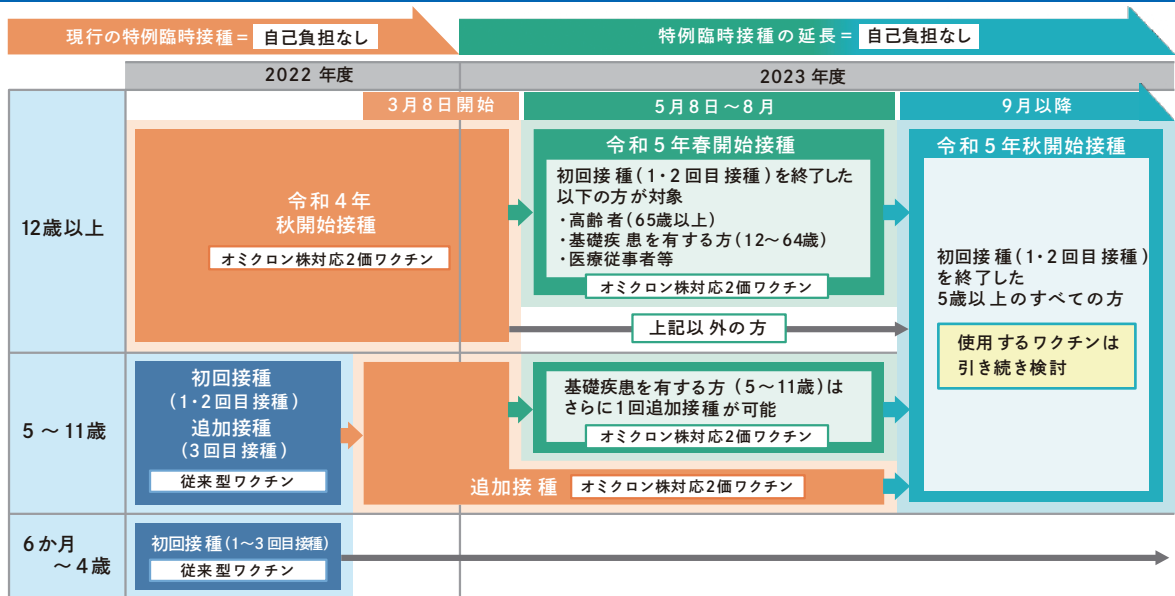 現行の特例臨時接種＝ 自己負担なし
特例臨時接種の延長＝ 自己負担なし
2022 年度
2023 年度
3月8日開始
5月8日～8月
9月以降
12歳以上
令和４年
秋開始接種
オミクロン株対応2価ワクチン
令和５年春開始接種
初回接種(1・2回目接種)を終了した
以下の方が対象
・高齢者(65歳以上)
・基礎疾患を有する方(12～64歳)
・医療従事者等
オミクロン株対応2価ワクチン
上記以外の方
令和５年秋開始接種
初回接種(1・2回目接種)
を終了した
5歳以上のすべての方
使用するワクチンは
引き続き検討
5～11歳
初回接種
(1・2回目接種)
追加接種
(3回目接種)
従来型ワクチン
基礎疾患を有する方(5～11歳)は
さらに1回追加接種が可能
オミクロン株対応2価ワクチン
追加接種 オミクロン株対応2価ワクチン
6か月
～4歳
初回接種(1～3回目接種)
従来型ワクチン